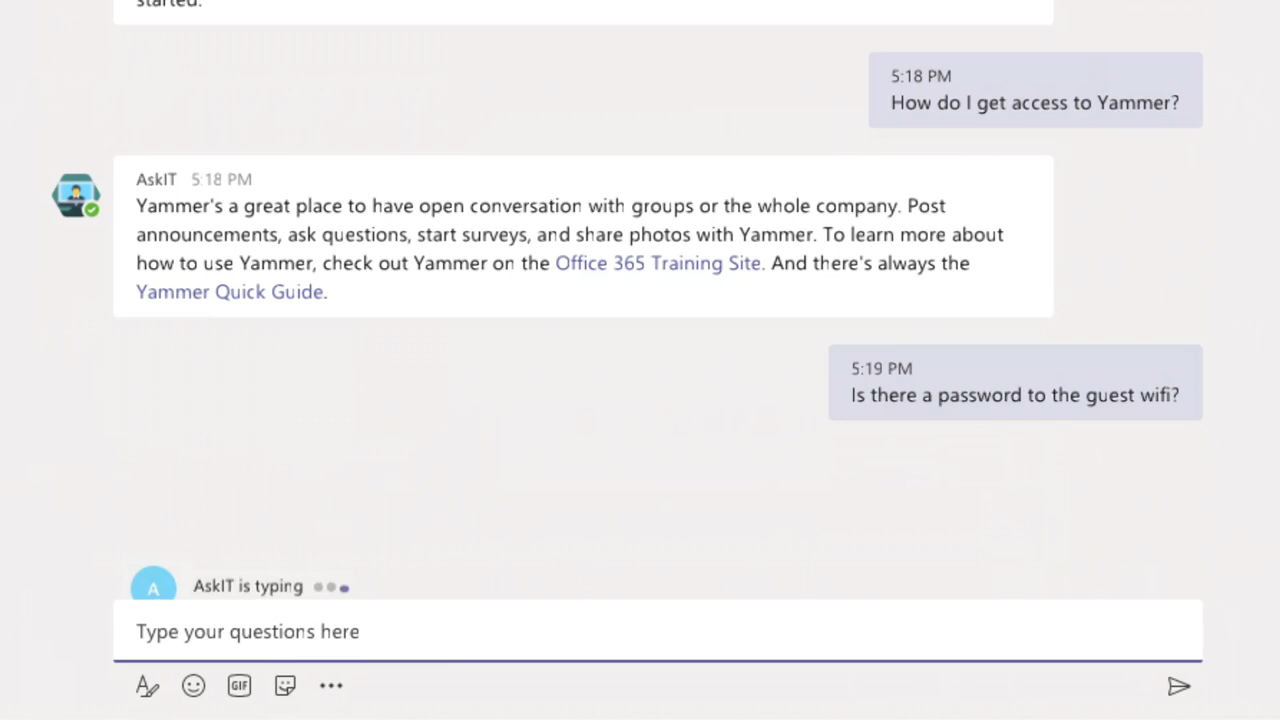 started.
5:18 PM
How do I get access to Yammer?
AskIT 5:18 PM
Yammer's a great place to have open conversation with groups or the whole company. Post
announcements, ask questions, start surveys, and share photos with Yammer. To learn more about
how to use Yammer, check out Yammer on the Office 365 Training Site. And there's always the
Yammer Quick Guide.
5:19 PM
Is there a password to the guest wifi?
A AskIT is typing
Type your questions here
GIF